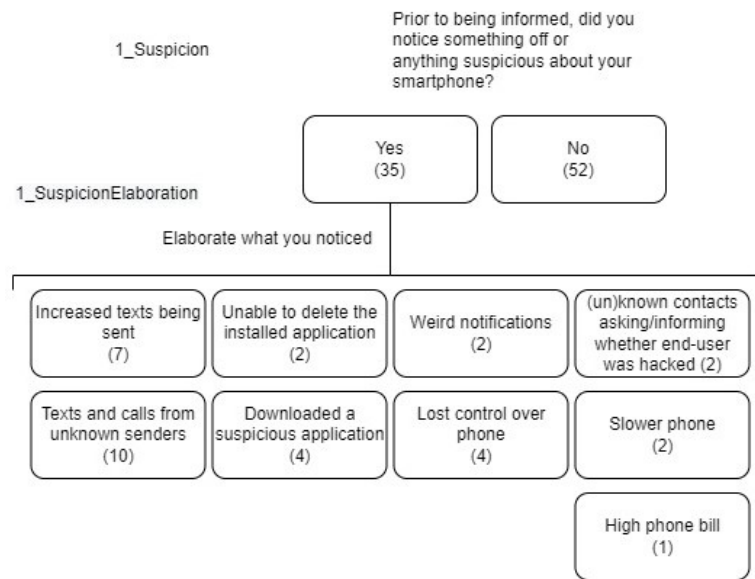 1_Suspicion
Prior to being informed, did you
notice something off or
anything suspicious about your
smartphone?
Yes
(35)
No
(52)
1_SuspicionElaboration
Elaborate what you noticed
Increased texts being
sent
(7)
Unable to delete the
installed application
(2)
Weird notifications
(2)
(un)known contacts
asking/informing
whether end-user
was hacked (2)
Texts and calls from
unknown senders
(10)
Downloaded a
suspicious application
(4)
Lost control over
phone
(4)
Slower phone
(2)
High phone bill
(1)